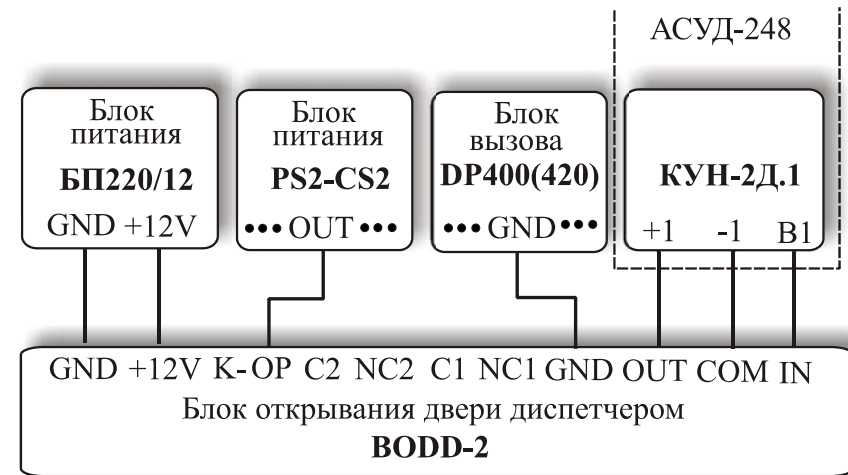 АСУД-248
Блок
питания
БП220/12
GND +12V
Блок
питания
PS2-CS2
••• OUT •••
Блок
вызова
DP400(420)
••• GND •••
КУН-2Д.1
+1 -1 B1
GND +12V K-OP C2 NC2 C1 NC1 GND OUT COM IN
Блок открывания двери диспетчером
BODD-2